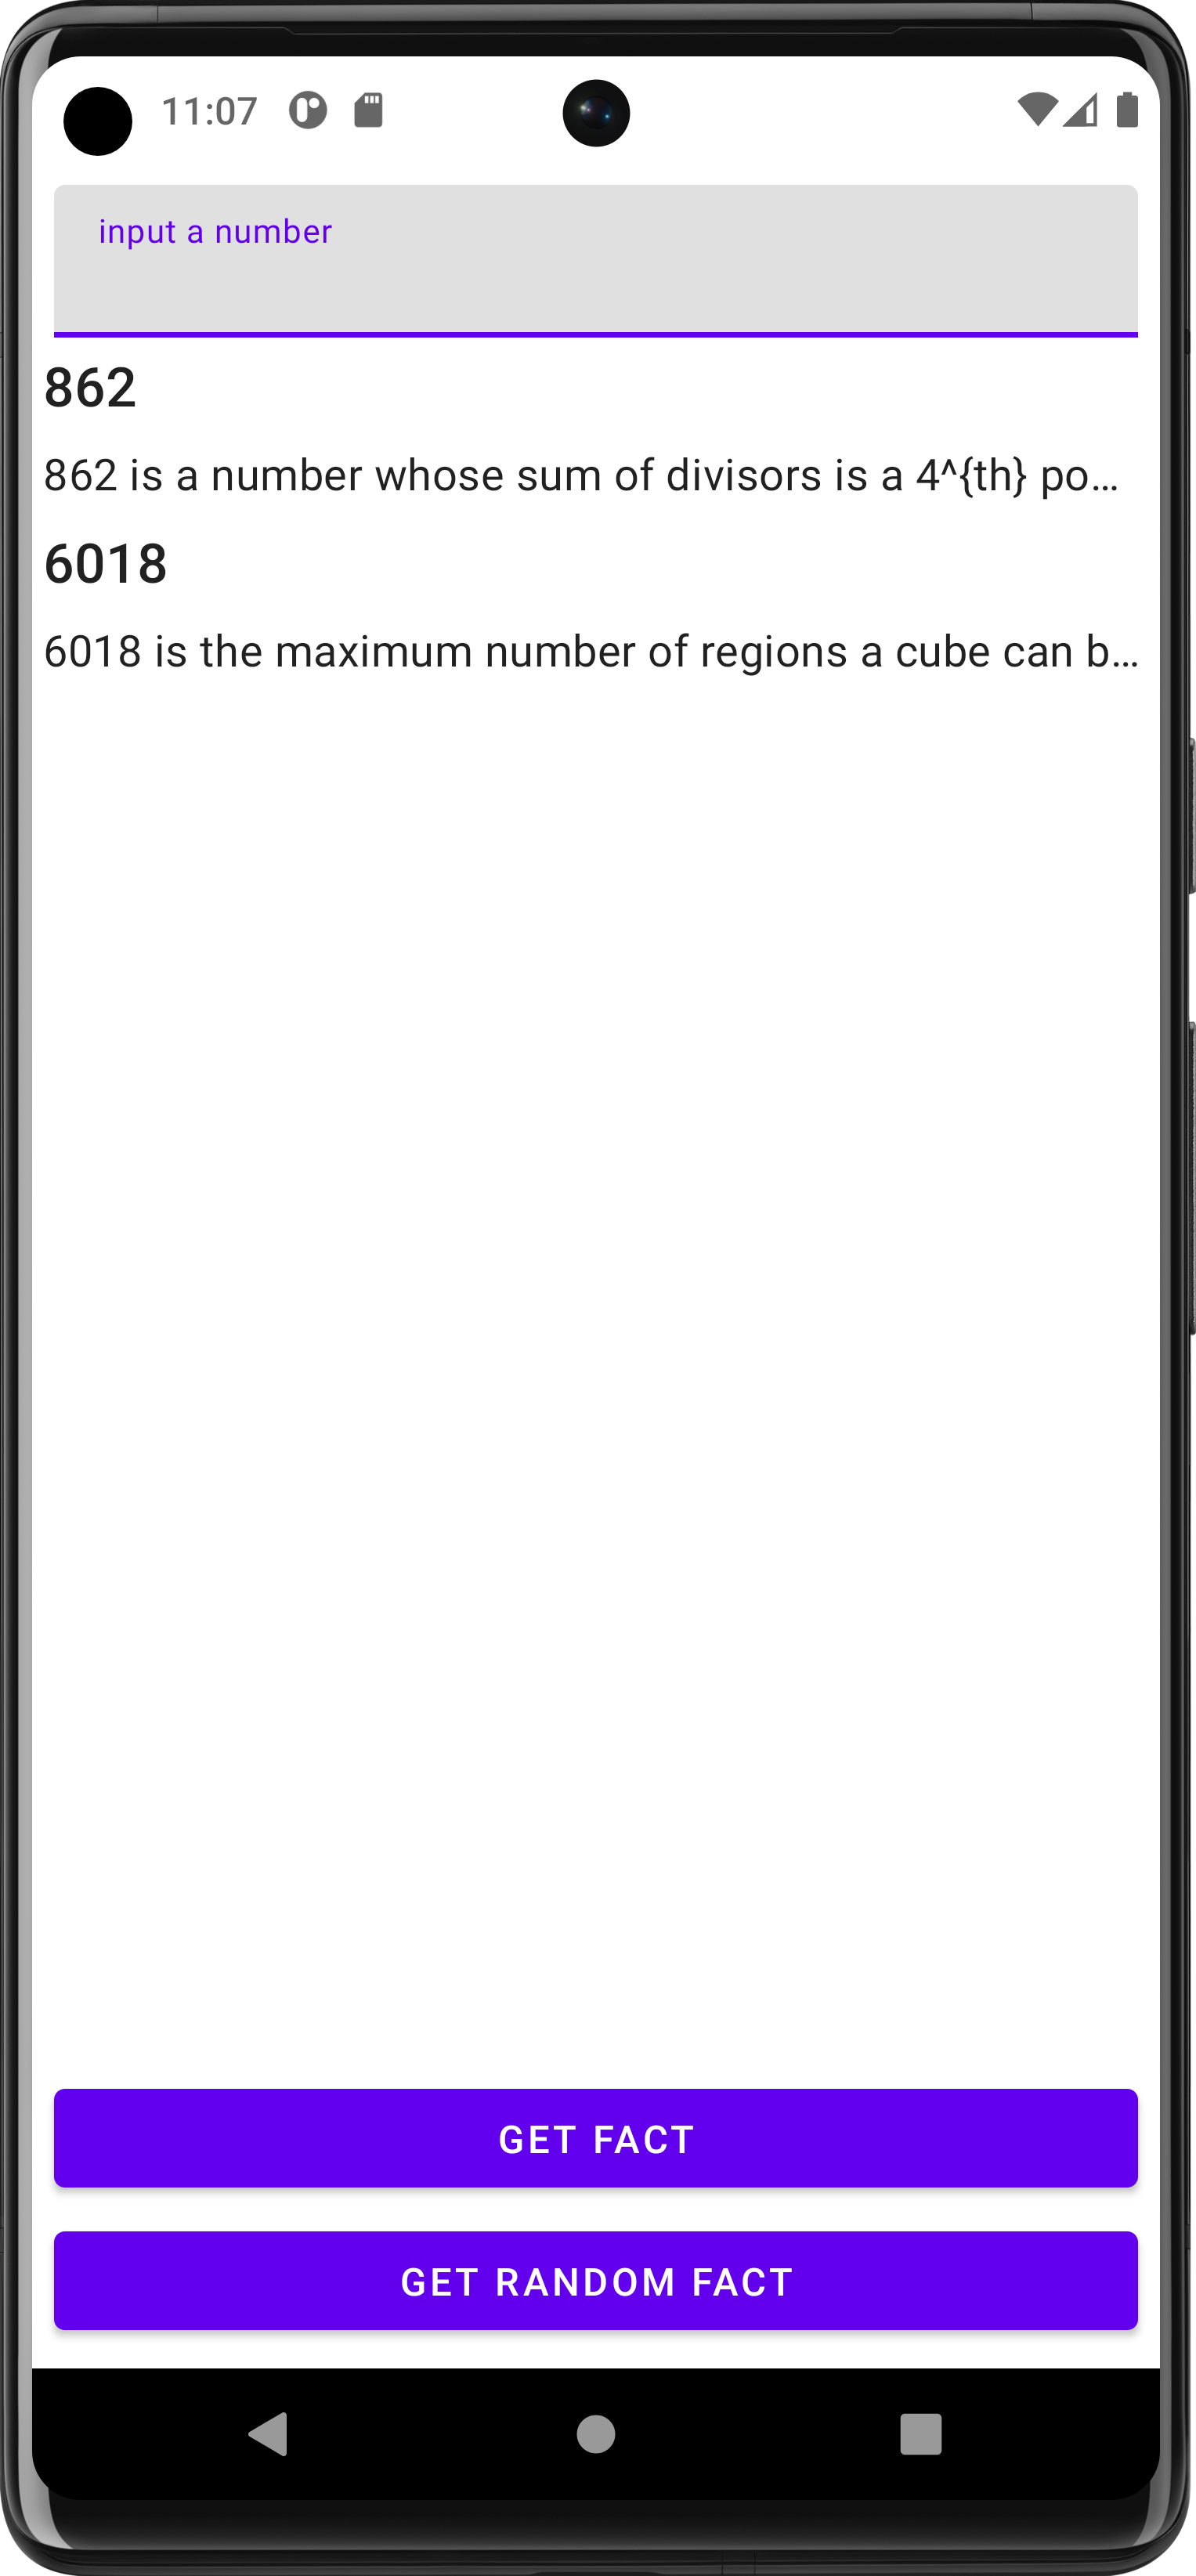 11:07
input a number
862
862 is a number whose sum of divisors is a 4^{th} po…
6018
6018 is the maximum number of regions a cube can b…
GET FACT
GET RANDOM FACT